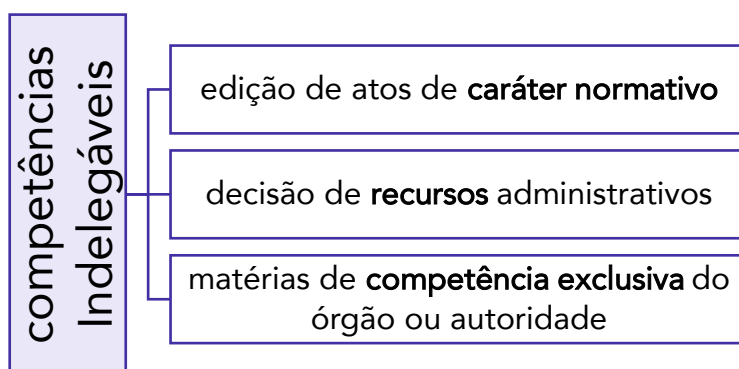 competências
Indelegáveis
edição de atos de caráter normativo
decisão de recursos administrativos
matérias de competência exclusiva do
órgão ou autoridade